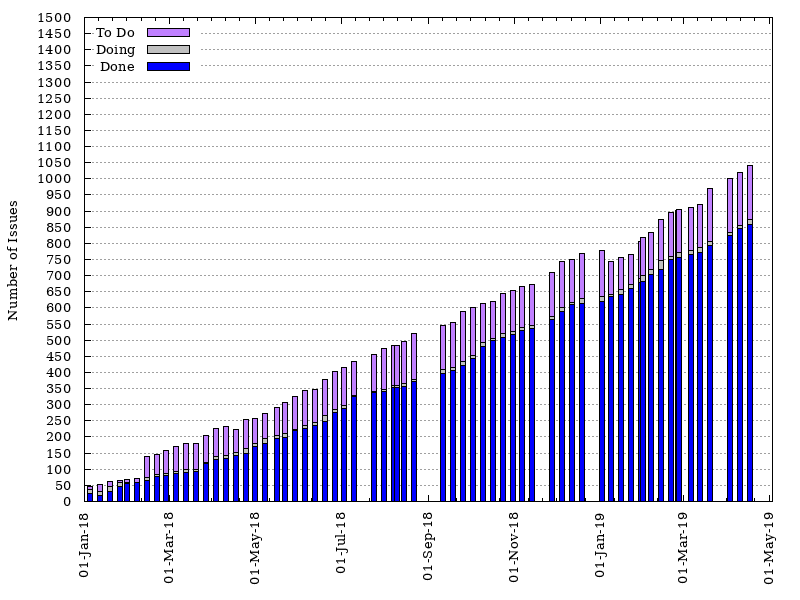 1500
1450
1400
1350
1300
1250
1200
1150
1100
1050
1000
950
900
850
800
750
700
650
600
550
500
450
400
350
300
250
200
150
100
50
0
Number of Issues
To Do
Doing
Done
01-Jan-18
01-Mar-18
01-May-18
01-Jul-18
01-Sep-18
01-Nov-18
01-Jan-19
01-Mar-19
01-May-19